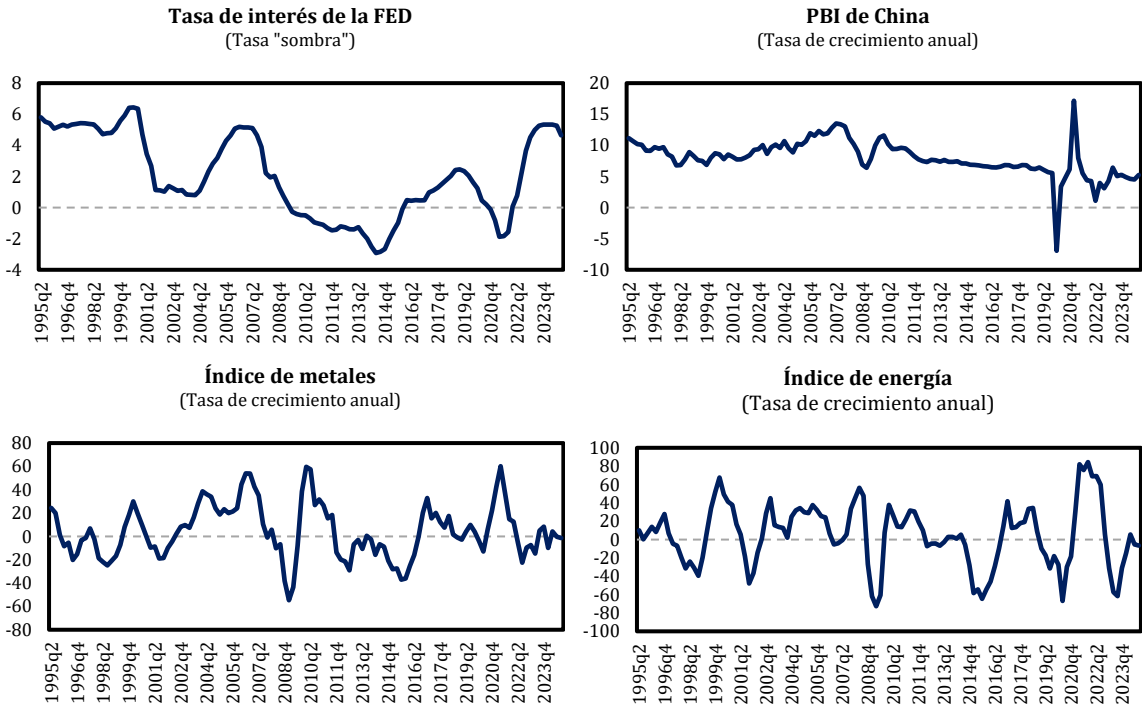 Tasa de interés de la FED
(Tasa "sombra")
8
6
4
2
0
-2
-4
1995q2
1996q4
1998q2
1999q4
2001q2
2002q4
2004q2
2005q4
2007q2
2008q4
2010q2
2011q4
2013q2
2014q4
2016q2
2017q4
2019q2
2020q4
2022q2
2023q4
PBI de China
(Tasa de crecimiento anual)
20
15
10
5
0
-5
-10
1995q2
1996q4
1998q2
1999q4
2001q2
2002q4
2004q2
2005q4
2007q2
2008q4
2010q2
2011q4
2013q2
2014q4
2016q2
2017q4
2019q2
2020q4
2022q2
2023q4
Índice de metales
(Tasa de crecimiento anual)
80
60
40
20
0
-20
-40
-60
-80
1995q2
1996q4
1998q2
1999q4
2001q2
2002q4
2004q2
2005q4
2007q2
2008q4
2010q2
2011q4
2013q2
2014q4
2016q2
2017q4
2019q2
2020q4
2022q2
2023q4
Índice de energía
(Tasa de crecimiento anual)
100
80
60
40
20
0
-20
-40
-60
-80
-100
1995q2
1996q4
1998q2
1999q4
2001q2
2002q4
2004q2
2005q4
2007q2
2008q4
2010q2
2011q4
2013q2
2014q4
2016q2
2017q4
2019q2
2020q4
2022q2
2023q4